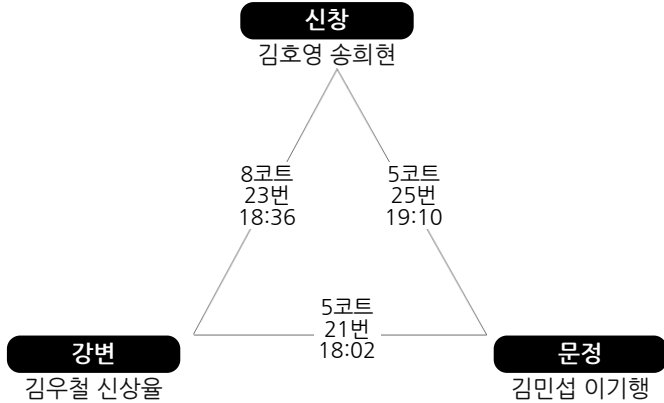 신창
김호영 송희현
8코트
23번
18:36
5코트
25번
19:10
5코트
21번
18:02
강변
김우철 신상율
문정
김민섭 이기행